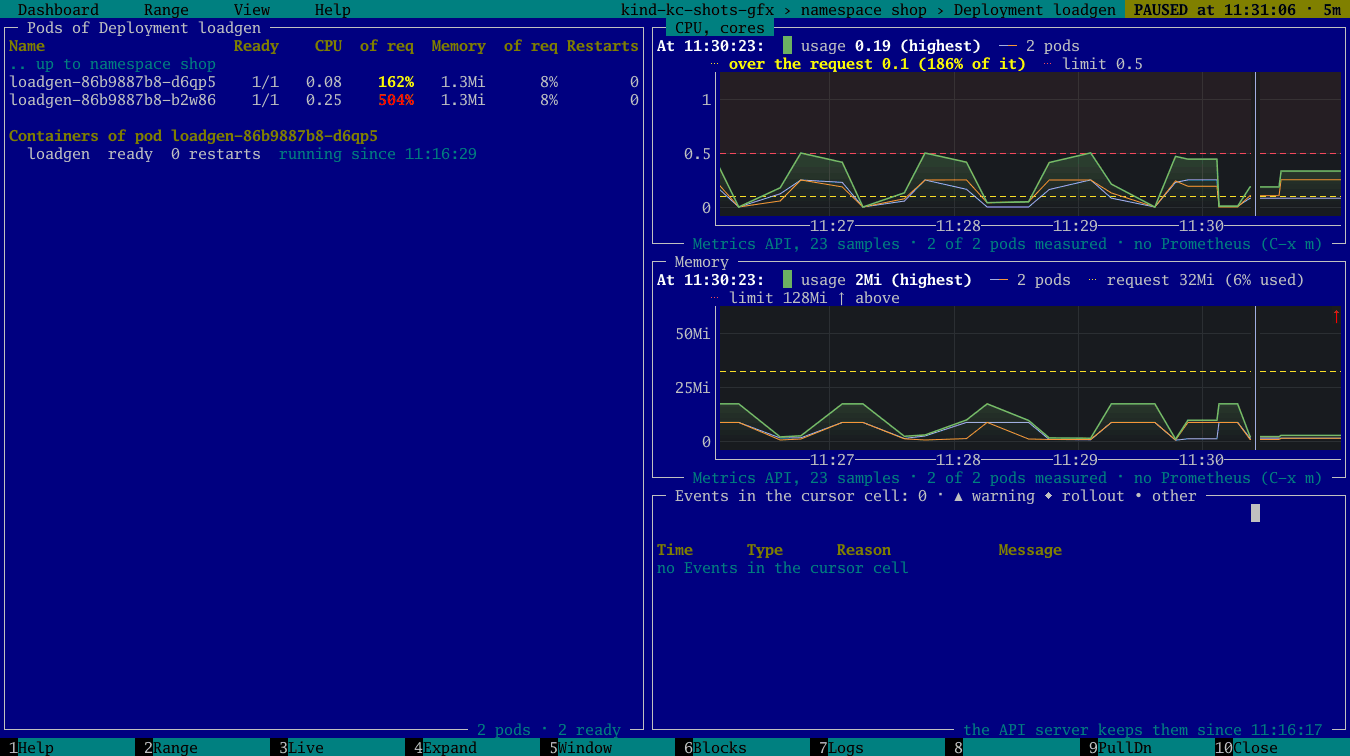 Dashboard Range View Help kind-kc-shots-gfx › namespace shop › Deployment loadgen PAUSED at 11:31:06 · 5m
Pods of Deployment loadgen
Name Ready CPU of req Memory of req Restarts
.. up to namespace shop
loadgen-86b9887b8-d6qp5 1/1 0.08 162% 1.3Mi 8% 0
loadgen-86b9887b8-b2w86 1/1 0.25 504% 1.3Mi 8% 0
Containers of pod loadgen-86b9887b8-d6qp5
loadgen ready 0 restarts running since 11:16:29
2 pods · 2 ready
CPU, cores
At 11:30:23: usage 0.19 (highest) — 2 pods
over the request 0.1 (186% of it) ··· limit 0.5
1
0.5
0
11:27 11:28 11:29 11:30
Metrics API, 23 samples · 2 of 2 pods measured · no Prometheus (C-x m)
Memory
At 11:30:23: usage 2Mi (highest) — 2 pods ··· request 32Mi (6% used)
··· limit 128Mi ↑ above
↑
50Mi
25Mi
0
11:27 11:28 11:29 11:30
Metrics API, 23 samples · 2 of 2 pods measured · no Prometheus (C-x m)
Events in the cursor cell: 0 · ▲ warning ◆ rollout • other
Time Type Reason Message
no Events in the cursor cell
the API server keeps them since 11:16:17
1Help 2Range 3Live 4Expand 5Window 6Blocks 7Logs 8 9PullDn 10Close